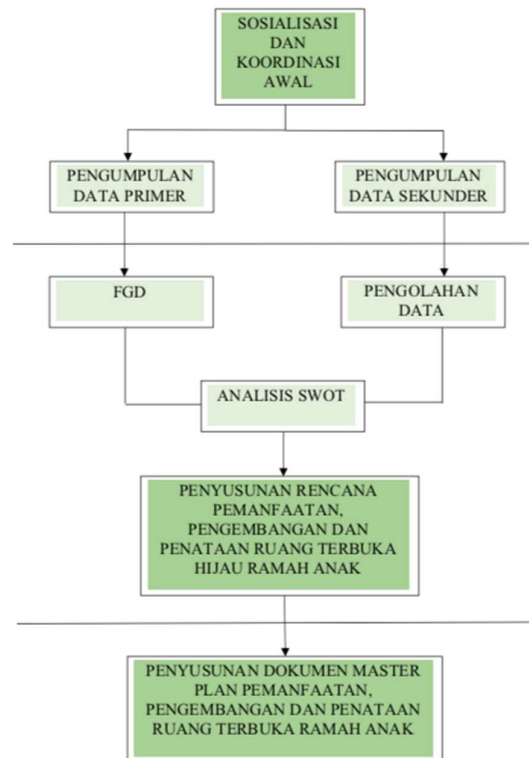 SOSIALISASI
DAN
KOORDINASI
AWAL
PENGUMPULAN
DATA PRIMER
PENGUMPULAN
DATA SEKUNDER
FGD
PENGOLAHAN
DATA
ANALISIS SWOT
PENYUSUNAN RENCANA
PEMANFAATAN,
PENGEMBANGAN DAN
PENATAAN RUANG TERBUKA
HIJAU RAMAH ANAK
PENYUSUNAN DOKUMEN MASTER
PLAN PEMANFAATAN,
PENGEMBANGAN DAN PENATAAN
RUANG TERBUKA RAMAH ANAK